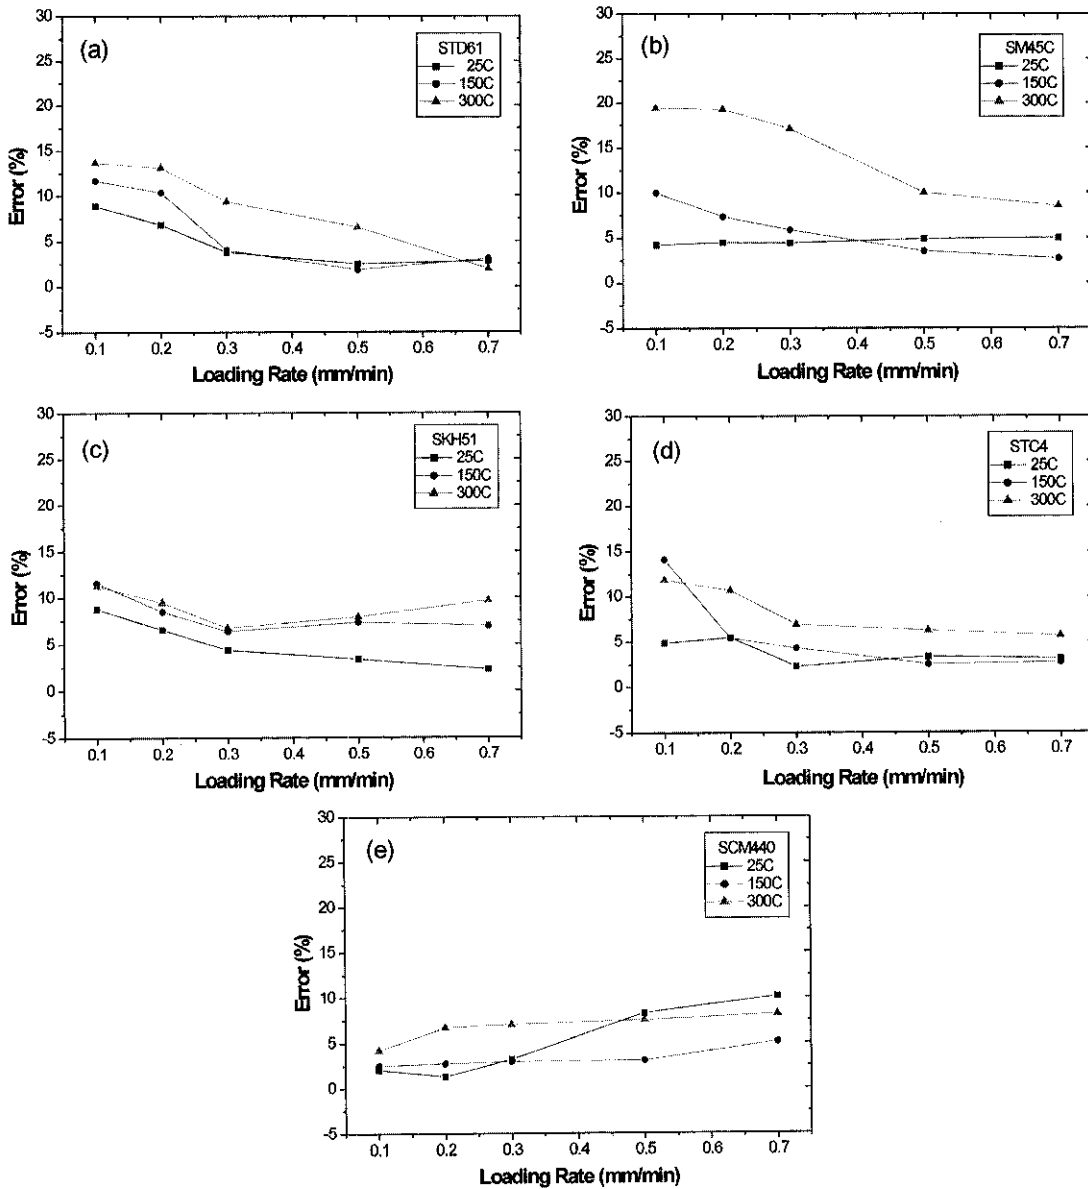 (a)
STD61
25C
150C
300C
30
25
20
15
10
5
0
-5
Error (%)
0.1 0.2 0.3 0.4 0.5 0.6 0.7
Loading Rate (mm/min)
(b)
SM45C
25C
150C
300C
30
25
20
15
10
5
0
-5
Error (%)
0.1 0.2 0.3 0.4 0.5 0.6 0.7
Loading Rate (mm/min)
(c)
SKH51
25C
150C
300C
30
25
20
15
10
5
0
-5
Error (%)
0.1 0.2 0.3 0.4 0.5 0.6 0.7
Loading Rate (mm/min)
(d)
STC4
25C
150C
300C
30
25
20
15
10
5
0
-5
Error (%)
0.1 0.2 0.3 0.4 0.5 0.6 0.7
Loading Rate (mm/min)
(e)
SCM440
25C
150C
300C
30
25
20
15
10
5
0
-5
Error (%)
0.1 0.2 0.3 0.4 0.5 0.6 0.7
Loading Rate (mm/min)